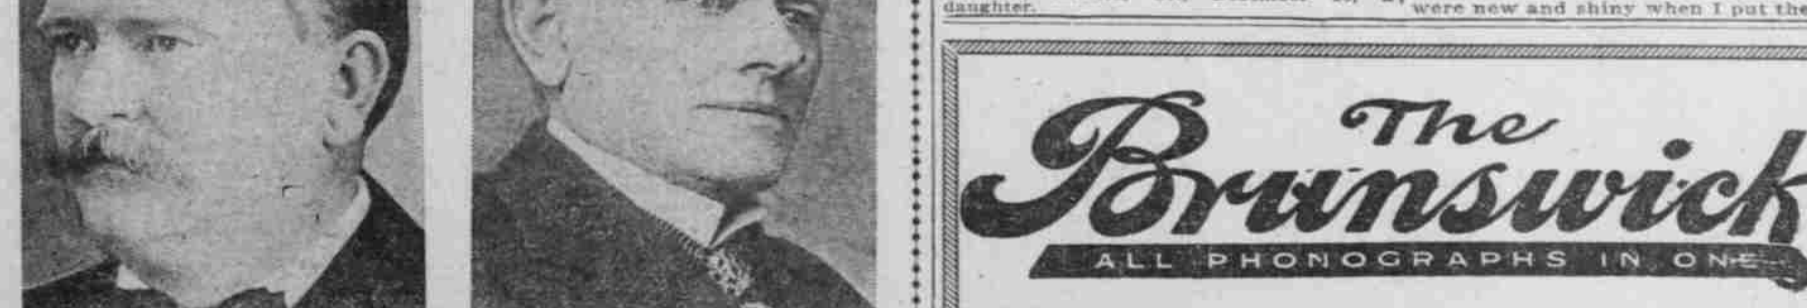 daughter.
were new and shiny when I put the
The
Brunswick
ALL PHONOGRAPHS IN ONE